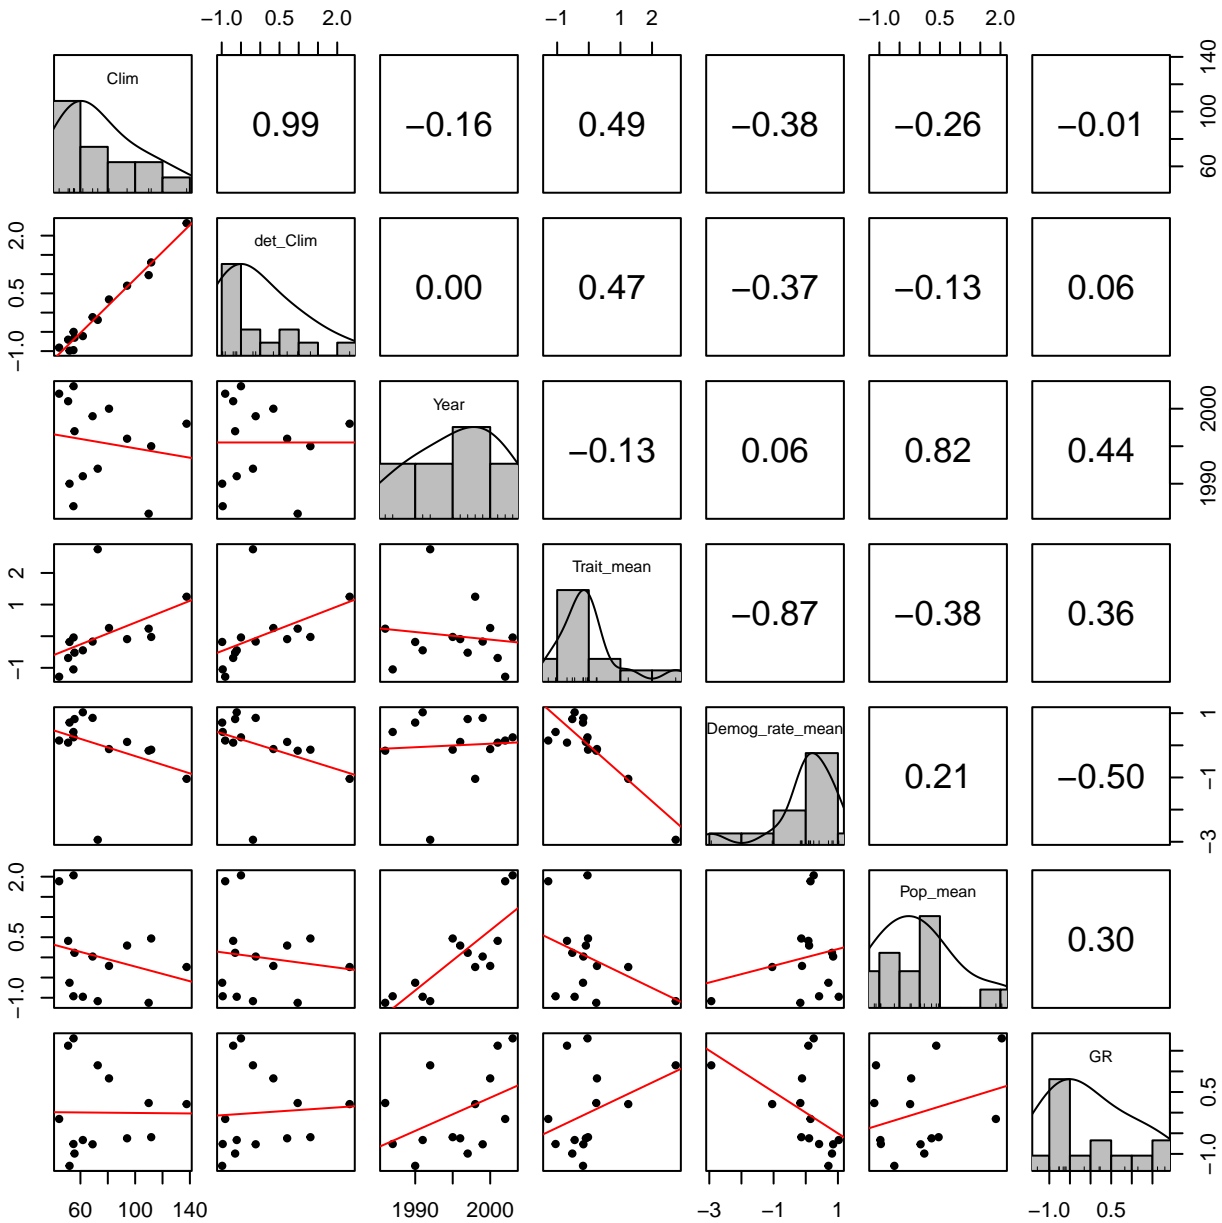 −1.0 0.5 2.0 −1 1 2 −1.0 0.5 2.0
Clim 0.99 −0.16 0.49 −0.38 −0.26 −0.01 60 100 140
−1.0 0.5 2.0 det_Clim 0.00 0.47 −0.37 −0.13 0.06
Year −0.13 0.06 0.82 0.44 1990 2000
−1 1 2 Trait_mean −0.87 −0.38 0.36
Demog_rate_mean 0.21 −0.50 −3 −1 1
−1.0 0.5 2.0 Pop_mean 0.30
GR −1.0 0.5
60 100 140 1990 2000 −3 −1 1 −1.0 0.5